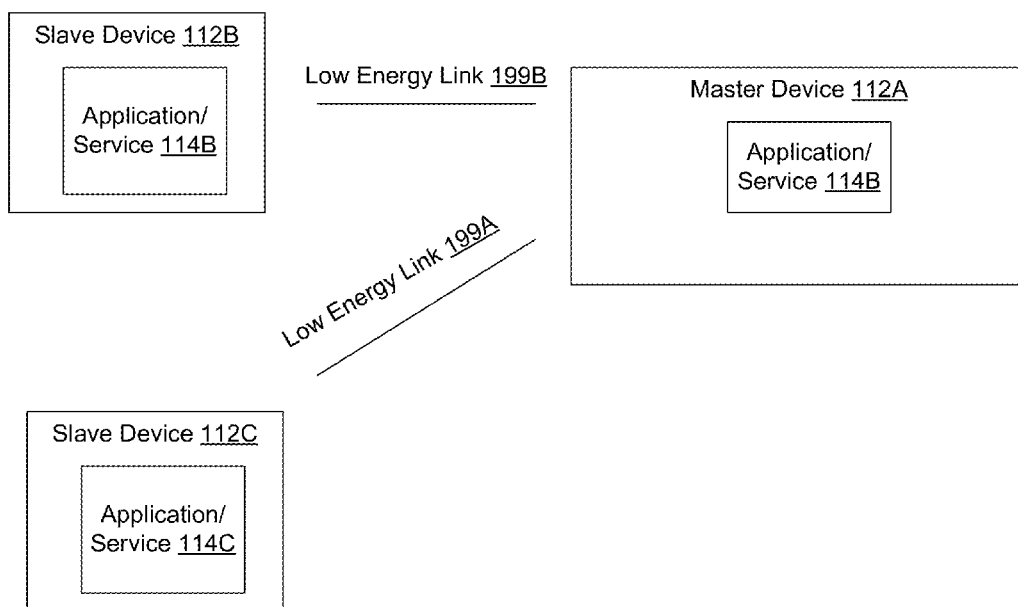 Slave Device 112B
Application/
Service 114B
Low Energy Link 199B
Master Device 112A
Application/
Service 114B
Low Energy Link 199A
Slave Device 112C
Application/
Service 114C